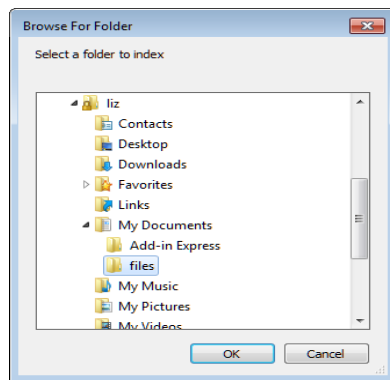 Browse For Folder
Select a folder to index
liz
Contacts
Desktop
Downloads
Favorites
Links
My Documents
Add-in Express
files
My Music
My Pictures
My Videos
OK
Cancel